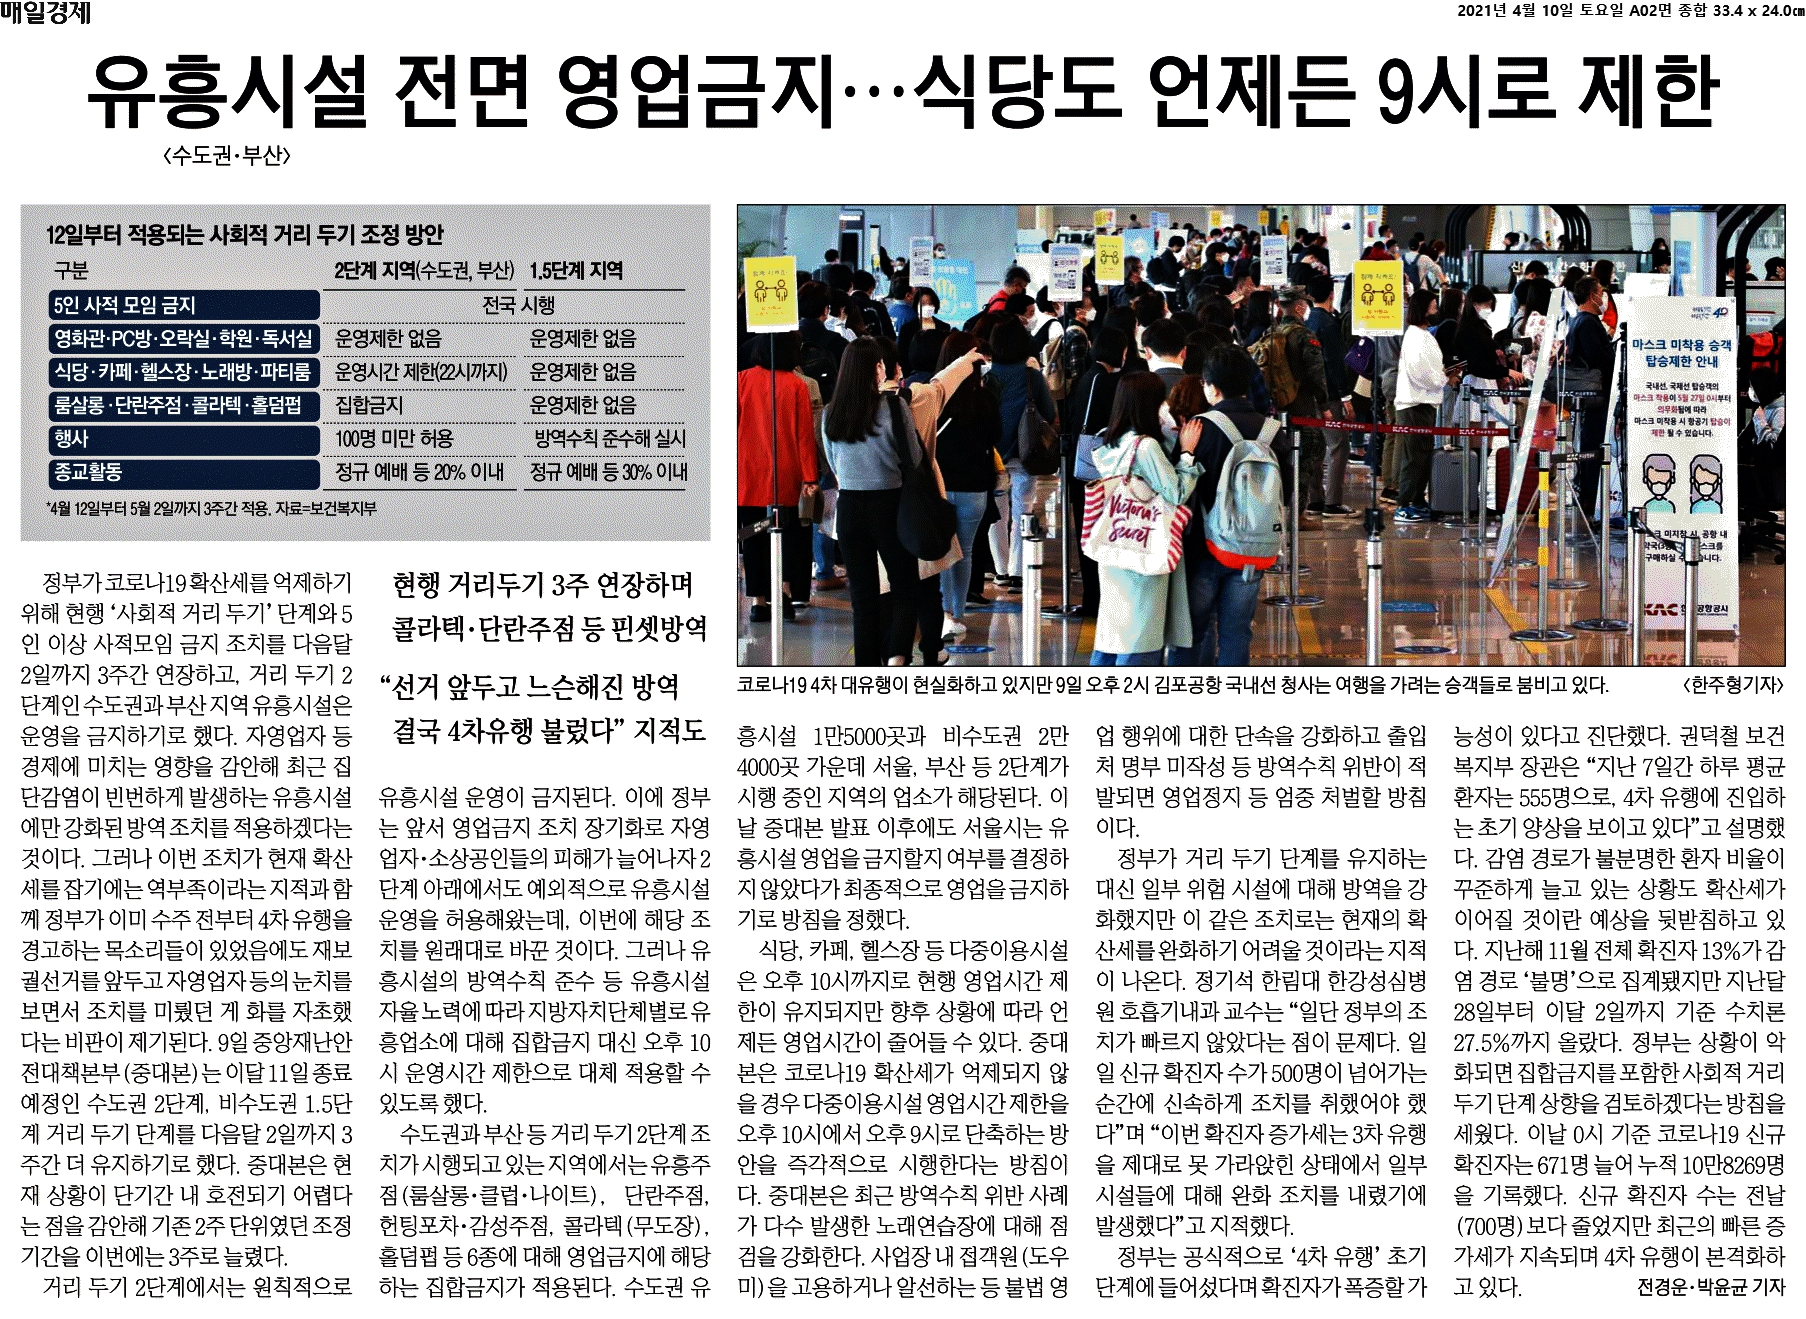 매일경제
2021년 4월 10일 토요일 A02면 종합 33.4 x 24.0㎝
유흥시설 전면 영업금지…식당도 언제든 9시로 제한
〈수도권·부산〉
12일부터 적용되는 사회적 거리 두기 조정 방안
구분 2단계 지역(수도권, 부산) 1.5단계 지역
5인 사적 모임 금지 전국 시행
영화관·PC방·오락실·학원·독서실 운영제한 없음 운영제한 없음
식당·카페·헬스장·노래방·파티룸 운영시간 제한(22시까지) 운영제한 없음
룸살롱·단란주점·콜라텍·홀덤펍 집합금지 운영제한 없음
행사 100명 미만 허용 방역수칙 준수해 실시
종교활동 정규 예배 등 20% 이내 정규 예배 등 30% 이내
*4월 12일부터 5월 2일까지 3주간 적용, 자료=보건복지부
마스크 미착용 승객
탑승제한 안내
국내선, 국제선 탑승객의
마스크 착용이 5월 27일 0시부터
의무화됨에 따라
마스크 미착용 시 항공기 탑승이
제한 될 수 있습니다.
KAC 한국공항공사
Victoria's
Secret
코로나19 4차 대유행이 현실화하고 있지만 9일 오후 2시 김포공항 국내선 청사는 여행을 가려는 승객들로 붐비고 있다. 〈한주형기자〉
정부가 코로나19 확산세를 억제하기
위해 현행 ‘사회적 거리 두기’ 단계와 5
인 이상 사적모임 금지 조치를 다음달
2일까지 3주간 연장하고, 거리 두기 2
단계인 수도권과 부산 지역 유흥시설은
운영을 금지하기로 했다. 자영업자 등
경제에 미치는 영향을 감안해 최근 집
단감염이 빈번하게 발생하는 유흥시설
에만 강화된 방역 조치를 적용하겠다는
것이다. 그러나 이번 조치가 현재 확산
세를 잡기에는 역부족이라는 지적과 함
께 정부가 이미 수주 전부터 4차 유행을
경고하는 목소리들이 있었음에도 재보
궐선거를 앞두고 자영업자 등의 눈치를
보면서 조치를 미뤘던 게 화를 자초했
다는 비판이 제기된다. 9일 중앙재난안
전대책본부(중대본)는 이달 11일 종료
예정인 수도권 2단계, 비수도권 1.5단
계 거리 두기 단계를 다음달 2일까지 3
주간 더 유지하기로 했다. 중대본은 현
재 상황이 단기간 내 호전되기 어렵다
는 점을 감안해 기존 2주 단위였던 조정
기간을 이번에는 3주로 늘렸다.
거리 두기 2단계에서는 원칙적으로
현행 거리두기 3주 연장하며
콜라텍·단란주점 등 핀셋방역
“선거 앞두고 느슨해진 방역
결국 4차유행 불렀다” 지적도
유흥시설 운영이 금지된다. 이에 정부
는 앞서 영업금지 조치 장기화로 자영
업자·소상공인들의 피해가 늘어나자 2
단계 아래에서도 예외적으로 유흥시설
운영을 허용해왔는데, 이번에 해당 조
치를 원래대로 바꾼 것이다. 그러나 유
흥시설의 방역수칙 준수 등 유흥시설
자율 노력에 따라 지방자치단체별로 유
흥업소에 대해 집합금지 대신 오후 10
시 운영시간 제한으로 대체 적용할 수
있도록 했다.
수도권과 부산 등 거리 두기 2단계 조
치가 시행되고 있는 지역에서는 유흥주
점(룸살롱·클럽·나이트), 단란주점,
헌팅포차·감성주점, 콜라텍(무도장),
홀덤펍 등 6종에 대해 영업금지에 해당
하는 집합금지가 적용된다. 수도권 유
흥시설 1만5000곳과 비수도권 2만
4000곳 가운데 서울, 부산 등 2단계가
시행 중인 지역의 업소가 해당된다. 이
날 중대본 발표 이후에도 서울시는 유
흥시설 영업을 금지할지 여부를 결정하
지 않았다가 최종적으로 영업을 금지하
기로 방침을 정했다.
식당, 카페, 헬스장 등 다중이용시설
은 오후 10시까지로 현행 영업시간 제
한이 유지되지만 향후 상황에 따라 언
제든 영업시간이 줄어들 수 있다. 중대
본은 코로나19 확산세가 억제되지 않
을 경우 다중이용시설 영업시간 제한을
오후 10시에서 오후 9시로 단축하는 방
안을 즉각적으로 시행한다는 방침이
다. 중대본은 최근 방역수칙 위반 사례
가 다수 발생한 노래연습장에 대해 점
검을 강화한다. 사업장 내 접객원(도우
미)을 고용하거나 알선하는 등 불법 영
업 행위에 대한 단속을 강화하고 출입
처 명부 미작성 등 방역수칙 위반이 적
발되면 영업정지 등 엄중 처벌할 방침
이다.
정부가 거리 두기 단계를 유지하는
대신 일부 위험 시설에 대해 방역을 강
화했지만 이 같은 조치로는 현재의 확
산세를 완화하기 어려울 것이라는 지적
이 나온다. 정기석 한림대 한강성심병
원 호흡기내과 교수는 “일단 정부의 조
치가 빠르지 않았다는 점이 문제다. 일
일 신규 확진자 수가 500명이 넘어가는
순간에 신속하게 조치를 취했어야 했
다”며 “이번 확진자 증가세는 3차 유행
을 제대로 못 가라앉힌 상태에서 일부
시설들에 대해 완화 조치를 내렸기에
발생했다”고 지적했다.
정부는 공식적으로 ‘4차 유행’ 초기
단계에 들어섰다며 확진자가 폭증할 가
능성이 있다고 진단했다. 권덕철 보건
복지부 장관은 “지난 7일간 하루 평균
환자는 555명으로, 4차 유행에 진입하
는 초기 양상을 보이고 있다”고 설명했
다. 감염 경로가 불분명한 환자 비율이
꾸준하게 늘고 있는 상황도 확산세가
이어질 것이란 예상을 뒷받침하고 있
다. 지난해 11월 전체 확진자 13%가 감
염 경로 ‘불명’으로 집계됐지만 지난달
28일부터 이달 2일까지 기준 수치론
27.5%까지 올랐다. 정부는 상황이 악
화되면 집합금지를 포함한 사회적 거리
두기 단계 상향을 검토하겠다는 방침을
세웠다. 이날 0시 기준 코로나19 신규
확진자는 671명 늘어 누적 10만8269명
을 기록했다. 신규 확진자 수는 전날
(700명)보다 줄었지만 최근의 빠른 증
가세가 지속되며 4차 유행이 본격화하
고 있다. 전경운·박윤균 기자